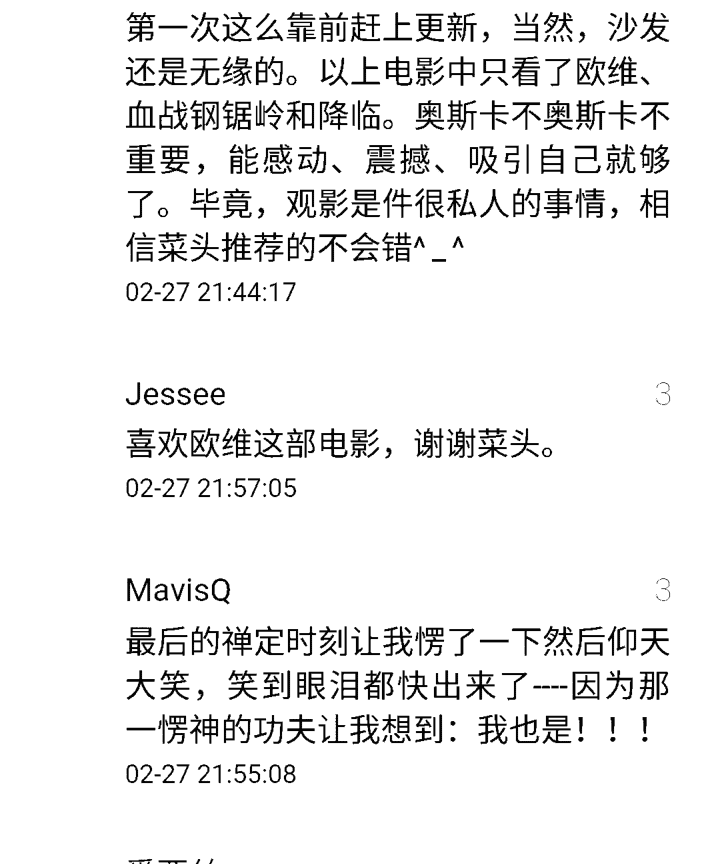 第一次这么靠前赶上更新，当然，沙发
还是无缘的。以上电影中只看了欧维、
血战钢锯岭和降临。奥斯卡不奥斯卡不
重要，能感动、震撼、吸引自己就够
了。毕竟，观影是件很私人的事情，相
信菜头推荐的不会错^_^
02-27 21:44:17
Jessee 3
喜欢欧维这部电影，谢谢菜头。
02-27 21:57:05
MavisQ 3
最后的禅定时刻让我愣了一下然后仰天
大笑，笑到眼泪都快出来了----因为那
一愣神的功夫让我想到：我也是！！！
02-27 21:55:08